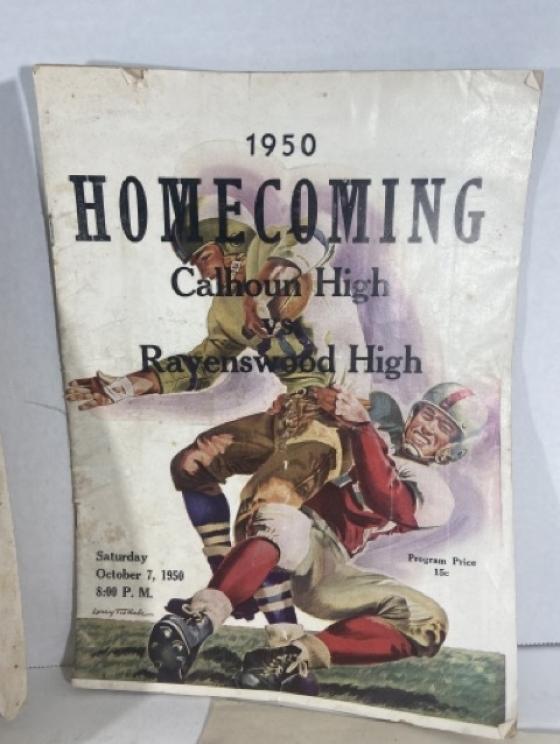 1950
HOMECOMING
Calhoun High
vs
Ravenswood High
Saturday
October 7, 1950
8:00 P. M.
Program Price
15c